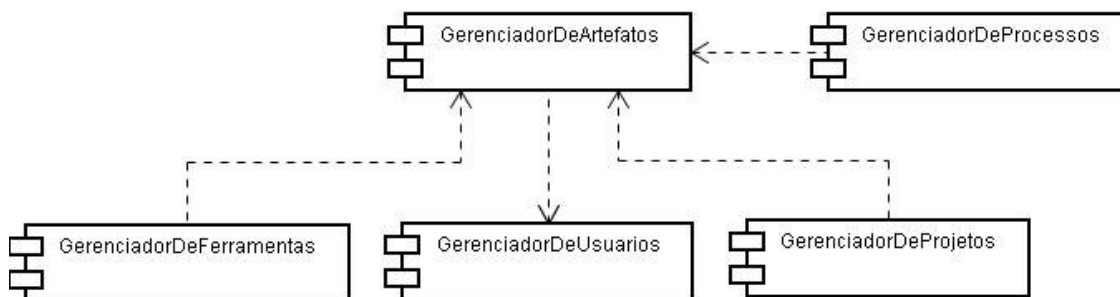 GerenciadorDeArtefatos
GerenciadorDeProcessos
GerenciadorDeFerramentas
GerenciadorDeUsuarios
GerenciadorDeProjetos